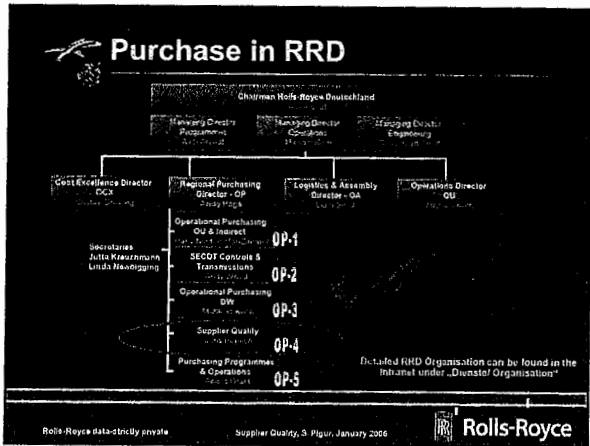 Purchase in RRD
Chairman Rolls-Royce Deutschland
Managing Director
Programmes
Managing Director
Operations
Managing Director
Engineering
Cost Excellence Director
Regional Purchasing
Director - OP
Logistics & Assembly
Director - OA
Operations Director
OU
Operational Purchasing
OU & Indirect
OP-1
Secretaries
Jutta Kreuzmann
Linda Newbigging
SECQT Controls &
Transmissions
OP-2
Operational Purchasing
DW
OP-3
Supplier Quality
OP-4
Purchasing Programmes
& Operations
OP-5
Detailed RRD Organisation can be found in the
Intranet under „Dienste/ Organisation"
Rolls-Royce data-strictly private
Supplier Quality, S. Pigur, January 2006
RR
Rolls-Royce